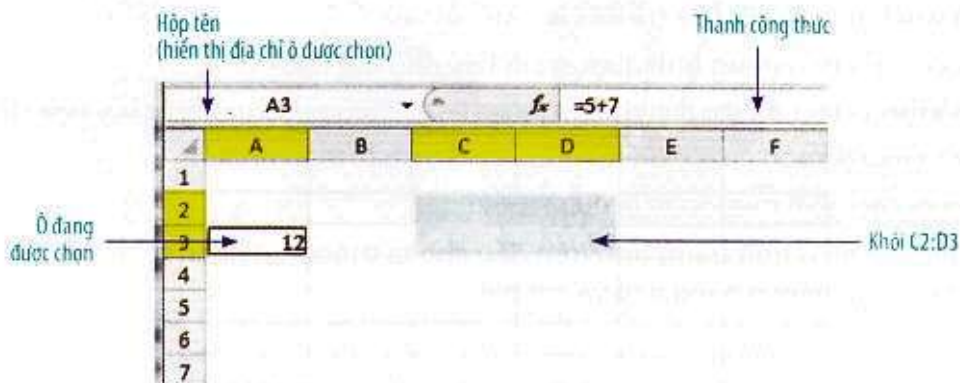 Hộp tên
(hiển thị địa chỉ ô được chọn)
Thanh công thức
A3
fx =5+7
A B C D E F
1
2
Ô đang
được chọn
3 12
Khối C2:D3
4
5
6
7